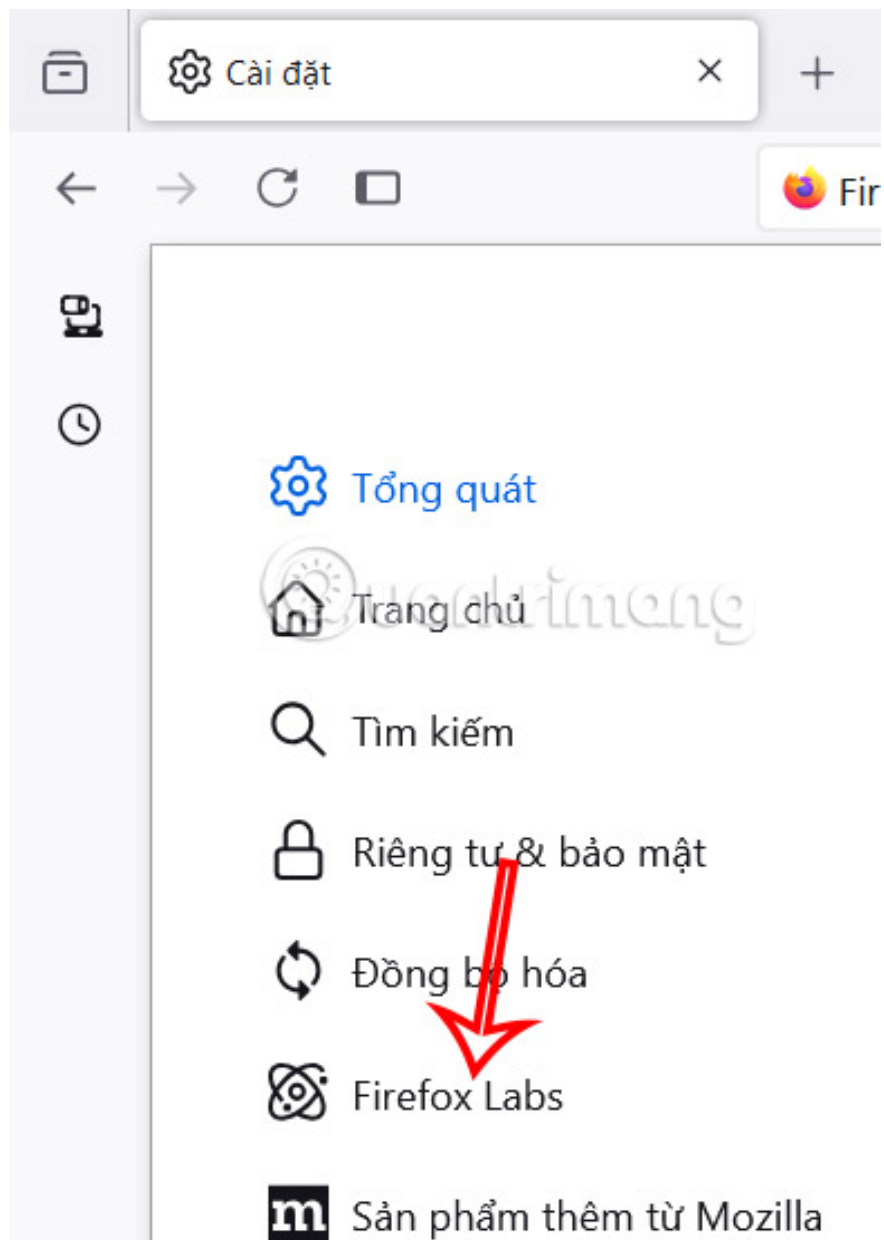 Cài đặt
Fir
Tổng quát
Quantrimang
Trang chủ
Tìm kiếm
Riêng tư & bảo mật
Đồng bộ hóa
Firefox Labs
m Sản phẩm thêm từ Mozilla